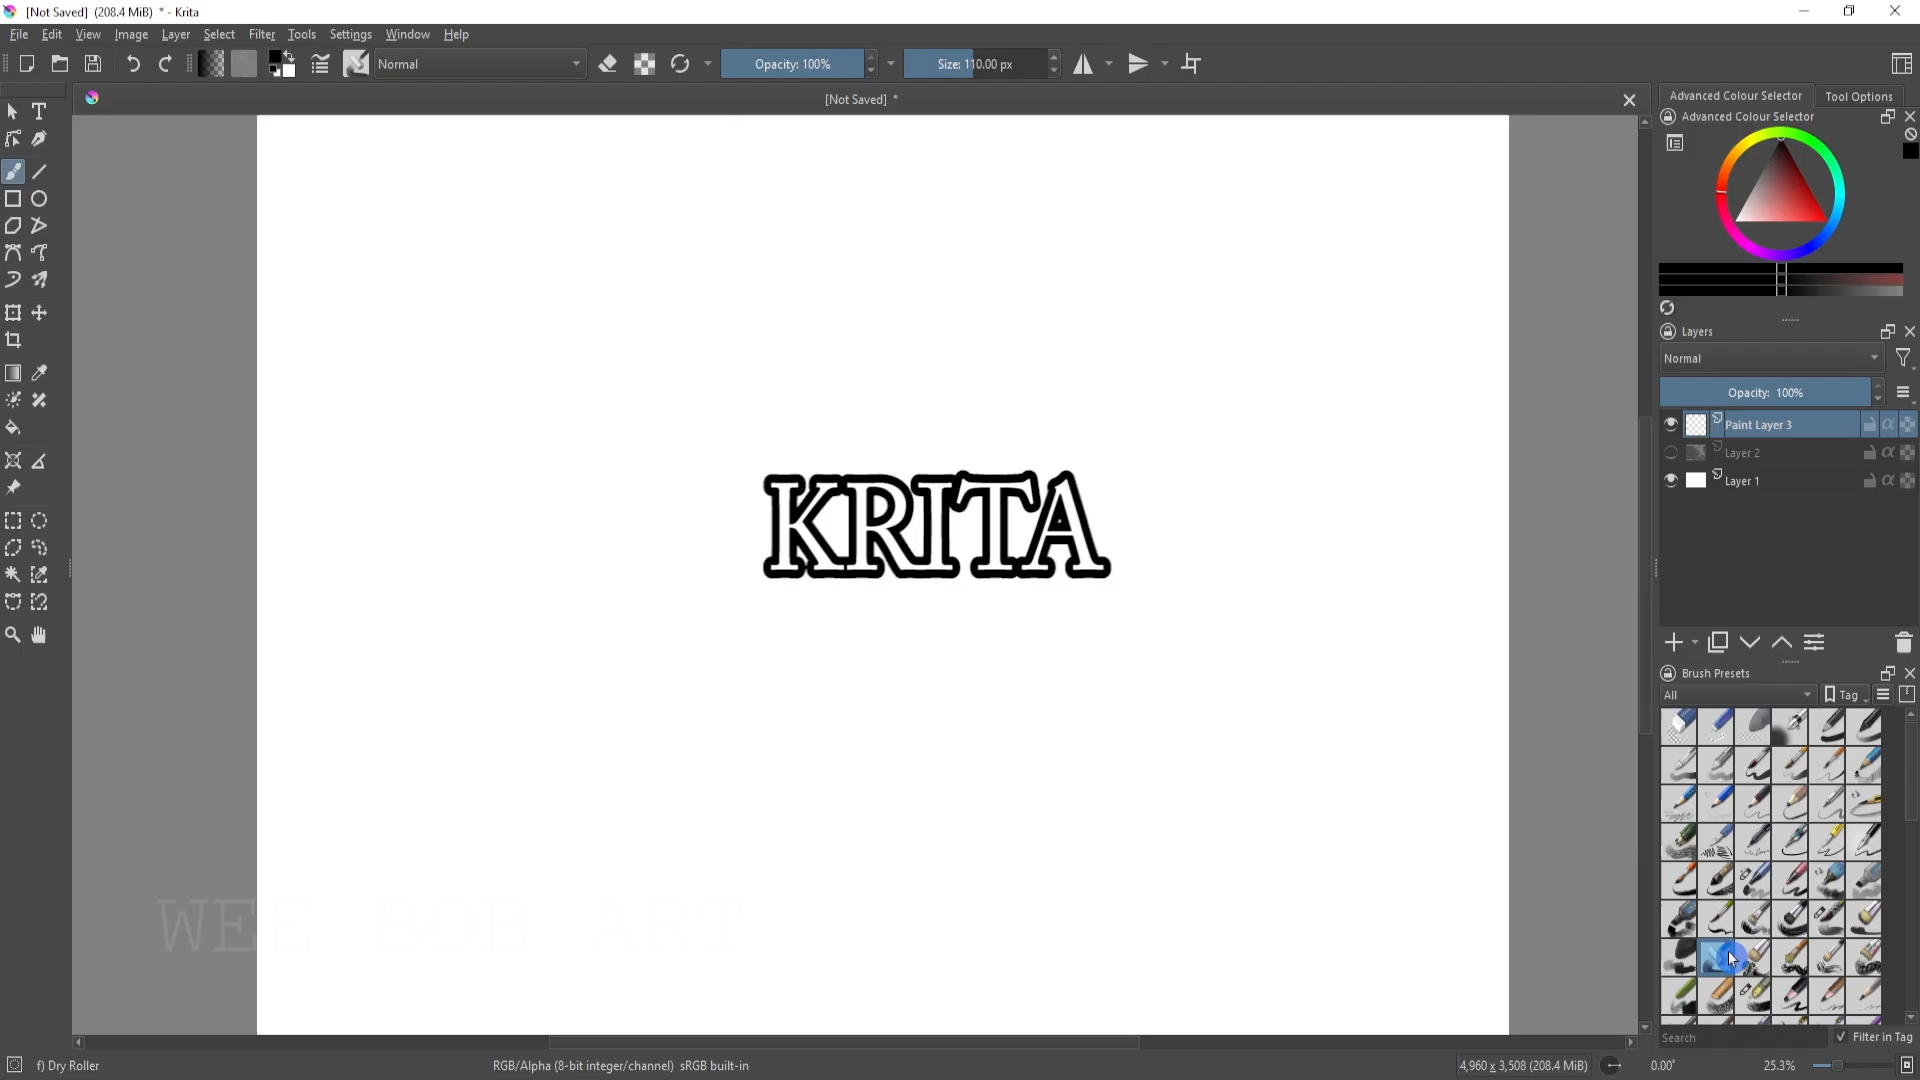 [Not Saved] (208.4 MiB) * - Krita
File Edit View Image Layer Select Filter Tools Settings Window Help
Normal
Opacity: 100%
Size: 110.00 px
[Not Saved] *
Advanced Colour Selector
Tool Options
Advanced Colour Selector
Layers
Normal
Opacity: 100%
Paint Layer 3
Layer 2
Layer 1
KRITA
Brush Presets
All
Tag
WEE BOB ART
Search
Filter in Tag
f) Dry Roller
RGB/Alpha (8-bit integer/channel) sRGB built-in
4,960 x 3,508 (208.4 MiB)
0.00°
25.3%